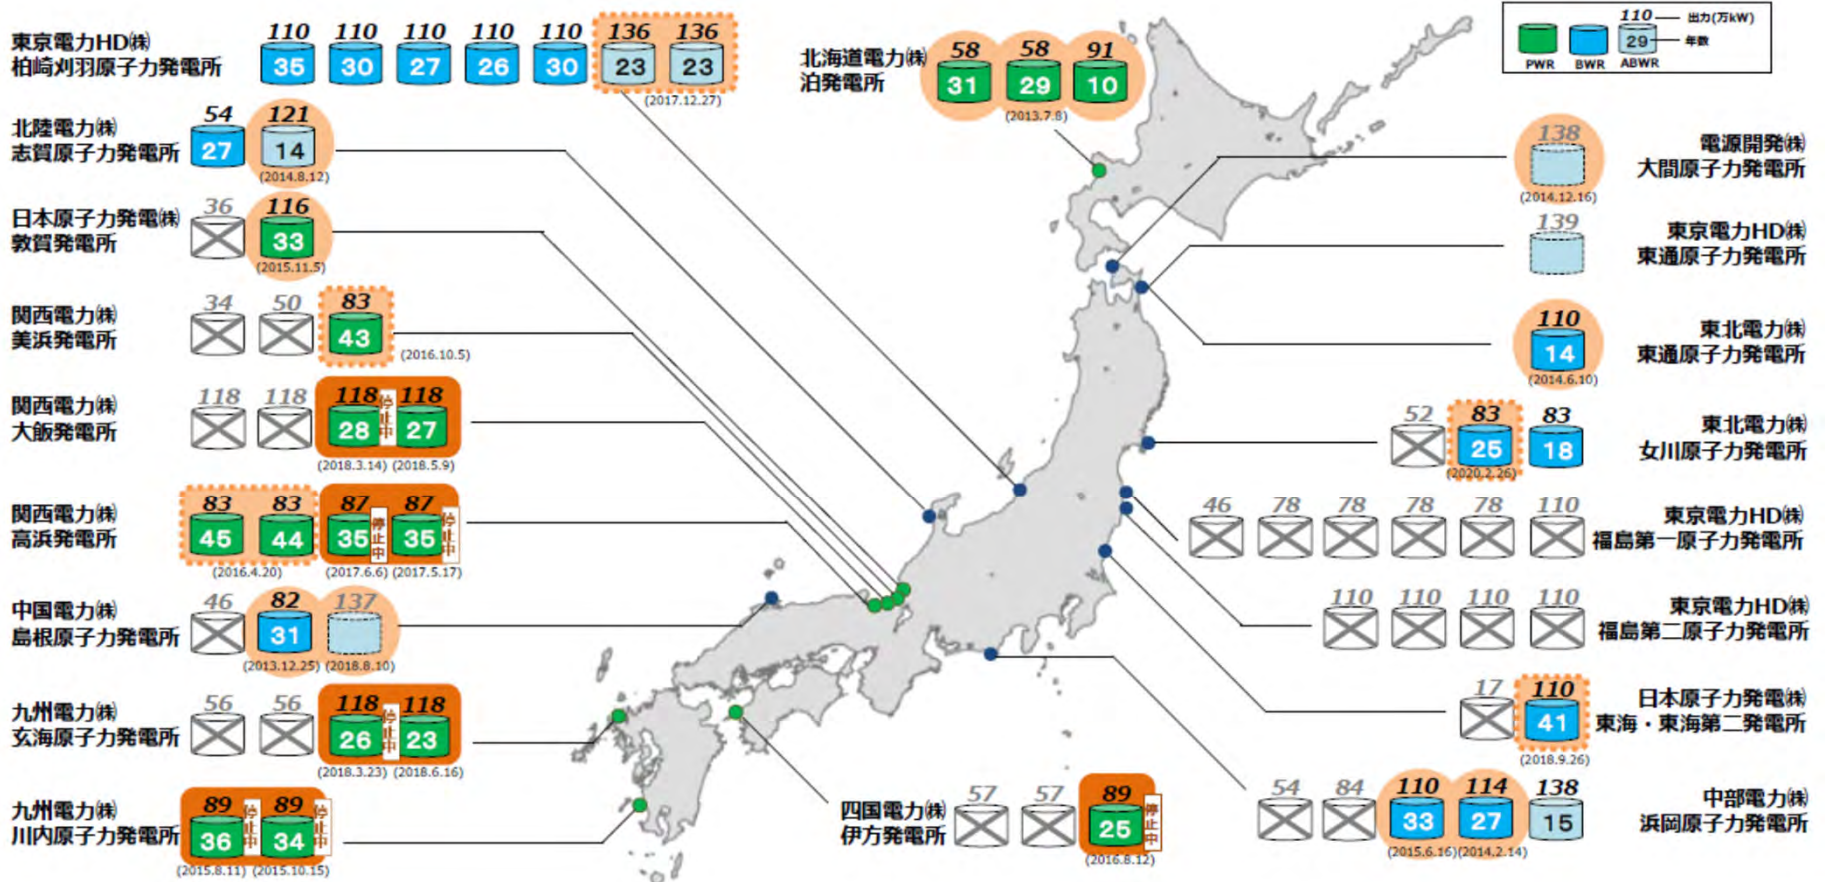 東京電力HD㈱
柏崎刈羽原子力発電所
110 110 110 110 110 136 136
35 30 27 26 30 23 23
(2017.12.27)
北陸電力㈱
志賀原子力発電所
54 121
27 14
(2014.8.12)
日本原子力発電㈱
敦賀発電所
36 116
33
(2015.11.5)
関西電力㈱
美浜発電所
34 50 83
43
(2016.10.5)
関西電力㈱
大飯発電所
118 118 118 118
28 停止中 27
(2018.3.14) (2018.5.9)
関西電力㈱
高浜発電所
83 83 87 87
45 44 35 停止中 35 停止中
(2016.4.20) (2017.6.6) (2017.5.17)
中国電力㈱
島根原子力発電所
46 82 137
31
(2013.12.25) (2018.8.10)
九州電力㈱
玄海原子力発電所
56 56 118 118
26 停止中 23
(2018.3.23) (2018.6.16)
九州電力㈱
川内原子力発電所
89 89
36 停止中 34 停止中
(2015.8.11) (2015.10.15)
北海道電力㈱
泊発電所
58 58 91
31 29 10
(2013.7.8)
110 出力(万kW)
29 年数
PWR BWR ABWR
138
電源開発㈱
大間原子力発電所
(2014.12.16)
139
東京電力HD㈱
東通原子力発電所
110
14
東北電力㈱
東通原子力発電所
(2014.6.10)
52 83 83
25 18
東北電力㈱
女川原子力発電所
(2020.2.26)
46 78 78 78 78 110
東京電力HD㈱
福島第一原子力発電所
110 110 110 110
東京電力HD㈱
福島第二原子力発電所
17 110
41
日本原子力発電㈱
東海・東海第二発電所
(2018.9.26)
54 84 110 114 138
33 27 15
中部電力㈱
浜岡原子力発電所
(2015.6.16) (2014.2.14)
四国電力㈱
伊方発電所
57 57 89
25 停止中
(2016.8.12)